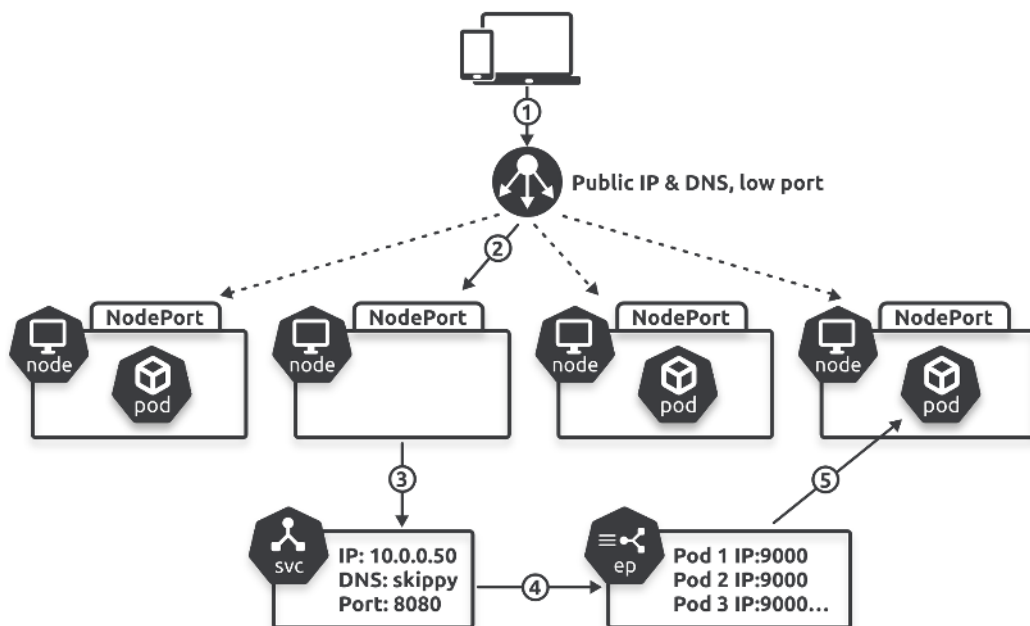 1
Public IP & DNS, low port
2
NodePort
NodePort
NodePort
NodePort
node
node
node
node
pod
pod
pod
3
5
svc
IP: 10.0.0.50
DNS: skippy
Port: 8080
4
ep
Pod 1 IP:9000
Pod 2 IP:9000
Pod 3 IP:9000...